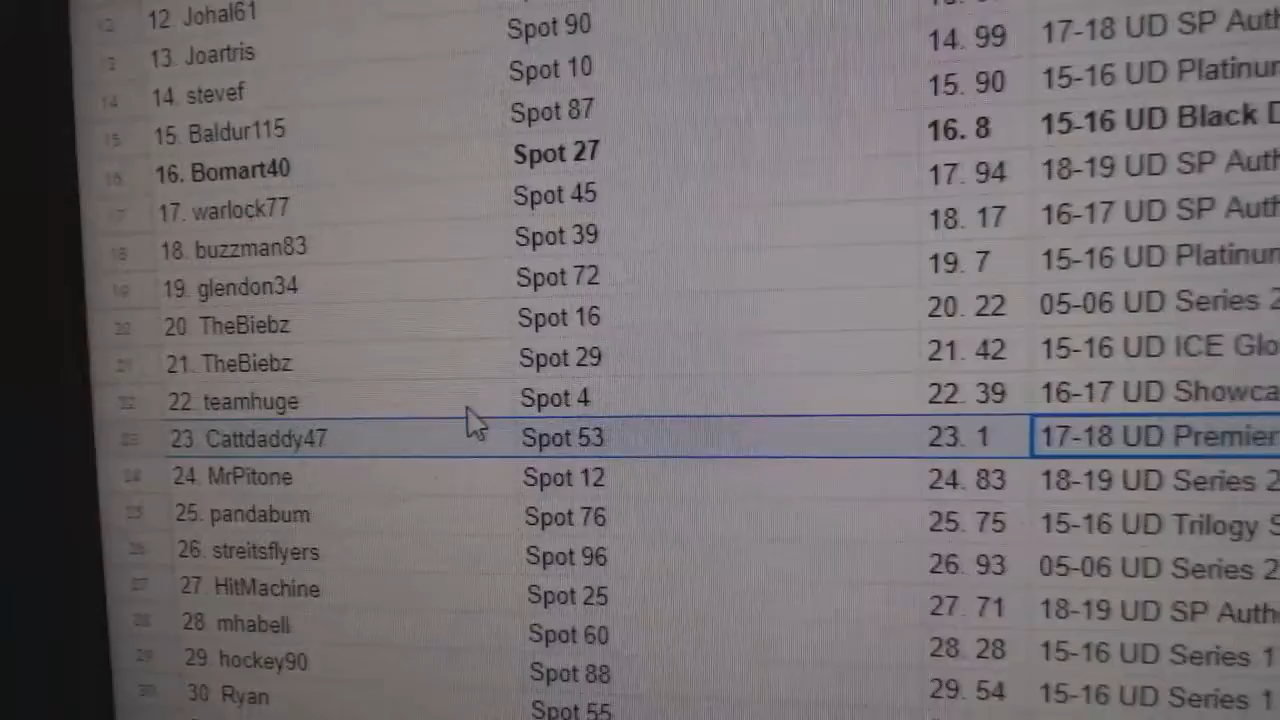 12 Johal61
13. Joartris Spot 90
14. stevef Spot 10 14. 99 17-18 UD SP Auth
15. Baldur115 Spot 87 15. 90 15-16 UD Platinum
16. Bomart40 Spot 27 16. 8 15-16 UD Black
17. warlock77 Spot 45 17. 94 18-19 UD SP Auth
18. buzzman83 Spot 39 18. 17 16-17 UD SP Auth
19. glendon34 Spot 72 19. 7 15-16 UD Platinum
20 TheBiebz Spot 16 20. 22 05-06 UD Series 2
21. TheBiebz Spot 29 21. 42 15-16 UD ICE Glo
22 teamhuge Spot 4 22. 39 16-17 UD Showca
23 Cattdaddy47 Spot 53 23. 1 17-18 UD Premier
24. MrPitone Spot 12 24. 83 18-19 UD Series 2
25. pandabum Spot 76 25. 75 15-16 UD Trilogy S
26. streitsflyers Spot 96 26. 93 05-06 UD Series 2
27 HitMachine Spot 25 27. 71 18-19 UD SP Auth
28 mhabell Spot 60 28. 28 15-16 UD Series 1
29. hockey90 Spot 88 29. 54 15-16 UD Series 1
30 Ryan Spot 55